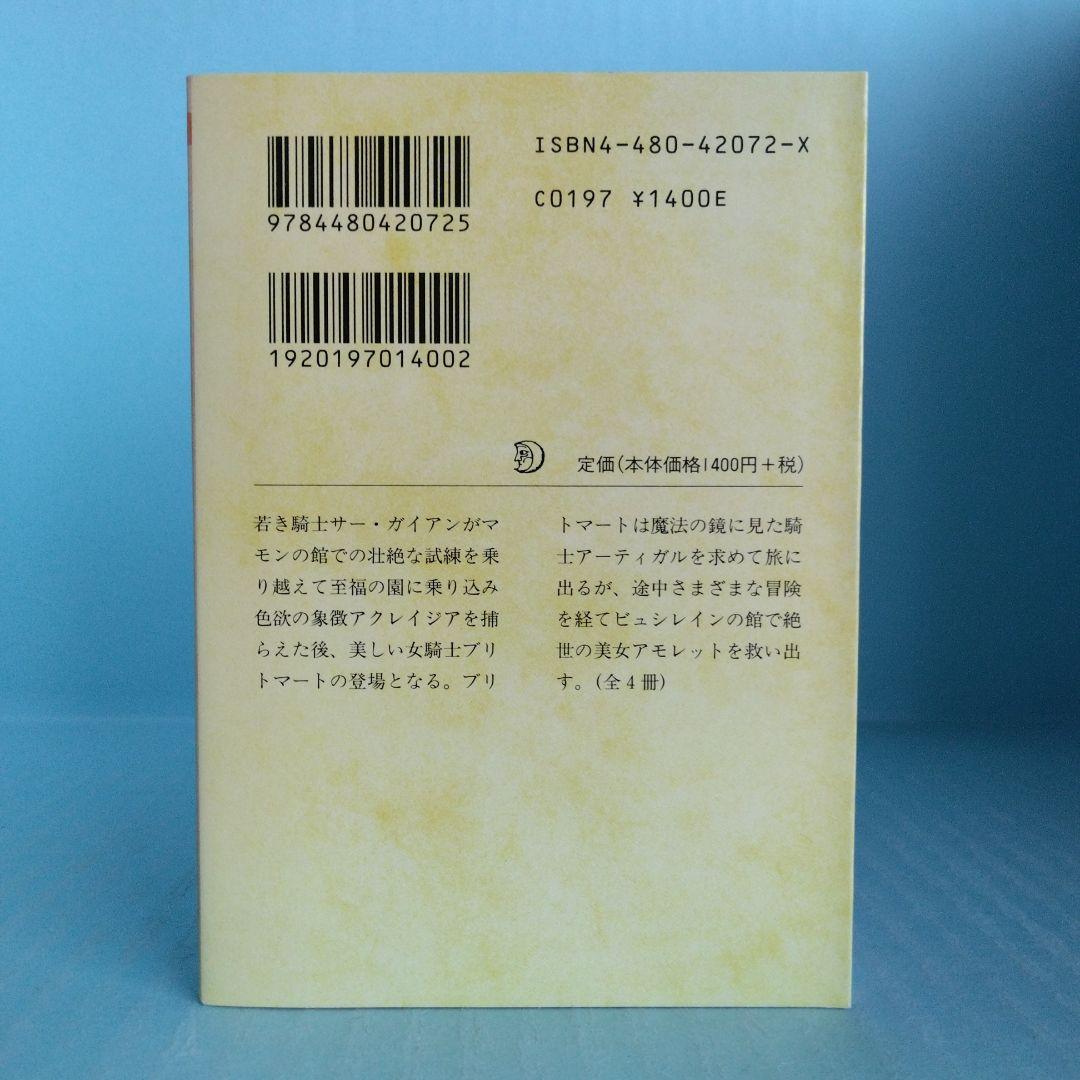 ISBN4-480-42072-X
C0197 ¥1400E
9784480420725
1920197014002
定価(本体価格1400円+税)
若き騎士サー・ガイアンがマ
モンの館での壮絶な試練を乗
り越えて至福の園に乗り込み
色欲の象徴アクレイジアを捕
らえた後、美しい女騎士ブリ
トマートの登場となる。ブリ
トマートは魔法の鏡に見た騎
士アーティガルを求めて旅に
出るが、途中さまざまな冒険
を経てビュシレインの館で絶
世の美女アモレットを救い出
す。(全4冊)